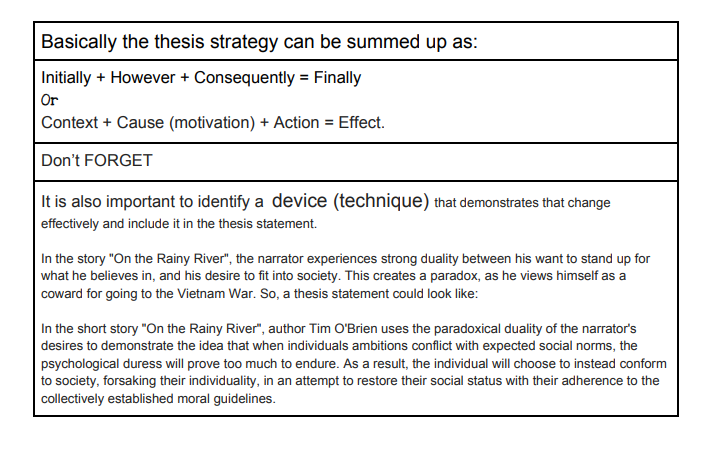 Basically the thesis strategy can be summed up as:
Initially + However + Consequently = Finally
Or
Context + Cause (motivation) + Action = Effect.
Don't FORGET
It is also important to identify a device (technique) that demonstrates that change
effectively and include it in the thesis statement.
In the story "On the Rainy River", the narrator experiences strong duality between his want to stand up for
what he believes in, and his desire to fit into society. This creates a paradox, as he views himself as a
coward for going to the Vietnam War. So, a thesis statement could look like:
In the short story "On the Rainy River", author Tim O'Brien uses the paradoxical duality of the narrator's
desires to demonstrate the idea that when individuals ambitions conflict with expected social norms, the
psychological duress will prove too much to endure. As a result, the individual will choose to instead conform
to society, forsaking their individuality, in an attempt to restore their social status with their adherence to the
collectively established moral guidelines.